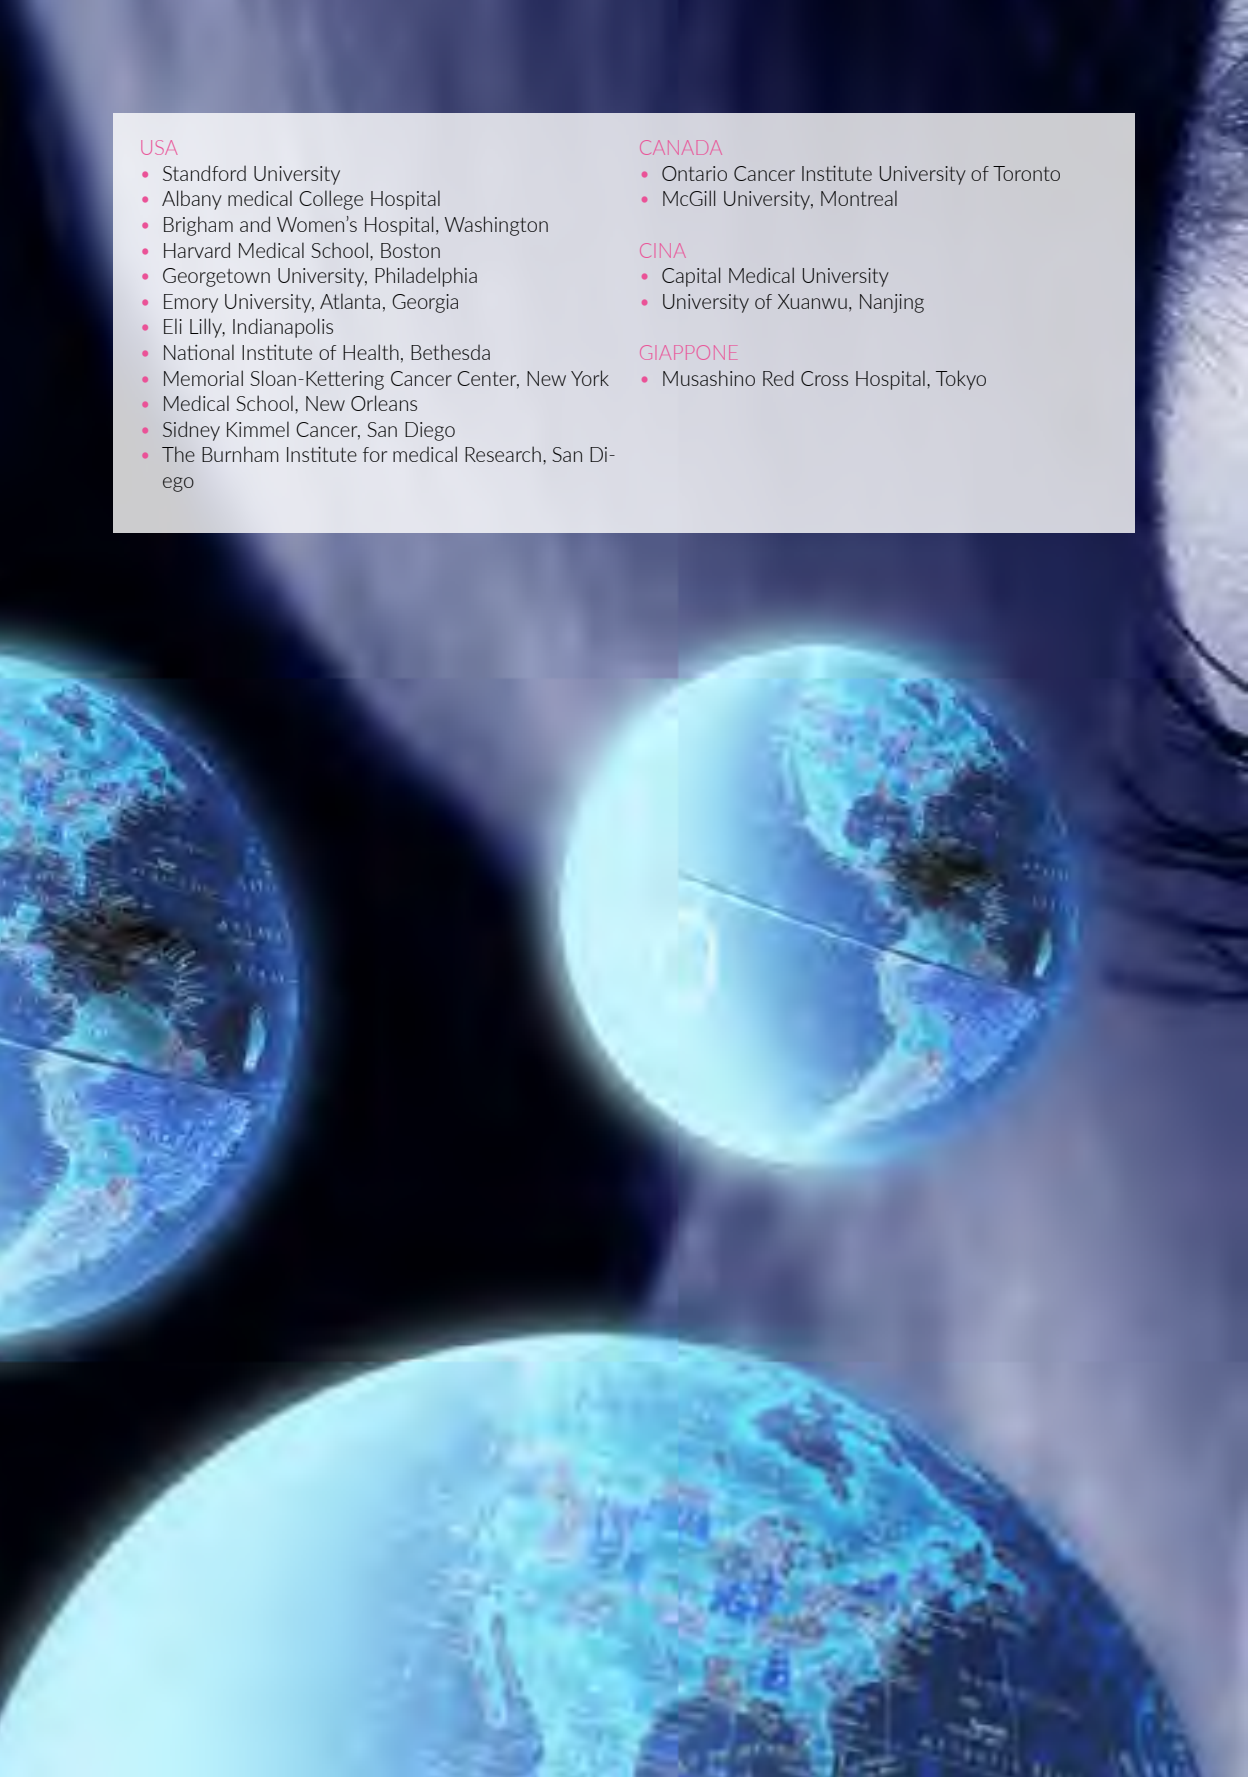 USA
• Standford University
• Albany medical College Hospital
• Brigham and Women’s Hospital, Washington
• Harvard Medical School, Boston
• Georgetown University, Philadelphia
• Emory University, Atlanta, Georgia
• Eli Lilly, Indianapolis
• National Institute of Health, Bethesda
• Memorial Sloan-Kettering Cancer Center, New York
• Medical School, New Orleans
• Sidney Kimmel Cancer, San Diego
• The Burnham Institute for medical Research, San Di-
ego
CANADA
• Ontario Cancer Institute University of Toronto
• McGill University, Montreal
CINA
• Capital Medical University
• University of Xuanwu, Nanjing
GIAPPONE
• Musashino Red Cross Hospital, Tokyo